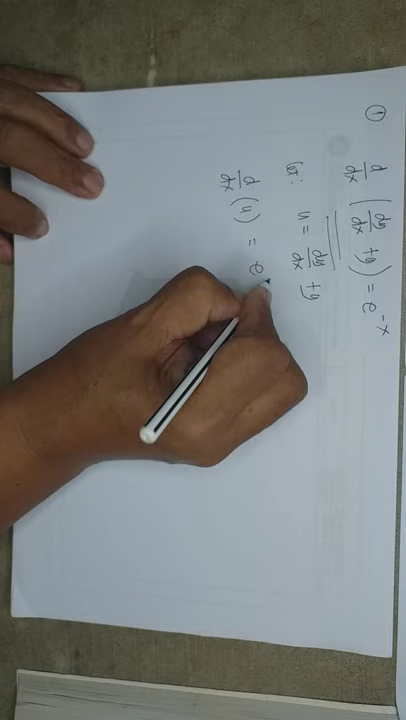 ① d/dx (dy/dx + y) = e^-x
let: u = dy/dx + y
d/dx (u) = e